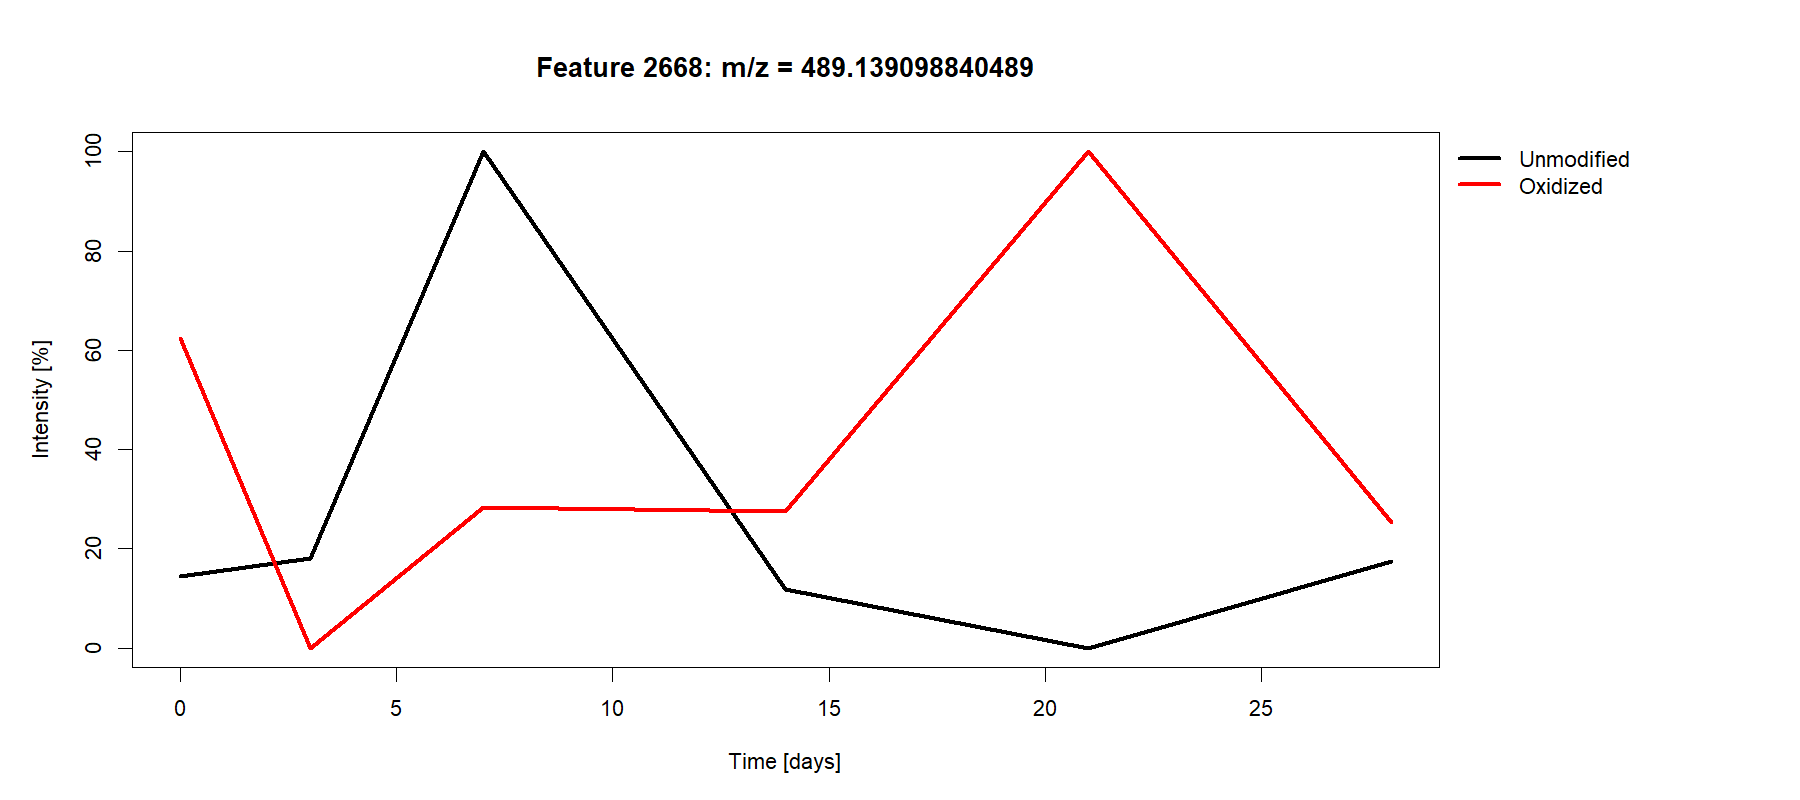 Feature 2668: m/z = 489.139098840489
Unmodified
Oxidized
Intensity [%]
100
80
60
40
20
0
0 5 10 15 20 25
Time [days]